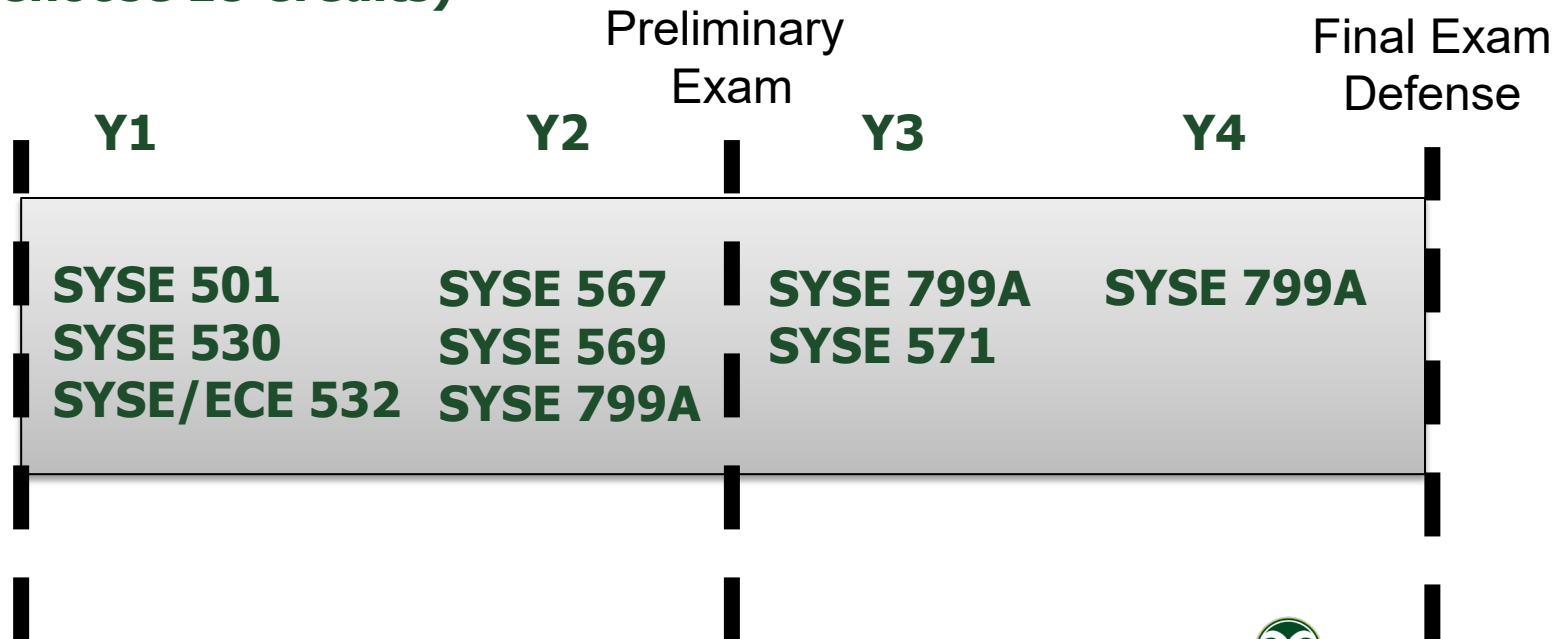 Preliminary
Exam
Final Exam
Defense
Y1
Y2
Y3
Y4
SYSE 501
SYSE 530
SYSE/ECE 532
SYSE 567
SYSE 569
SYSE 799A
SYSE 799A
SYSE 571
SYSE 799A